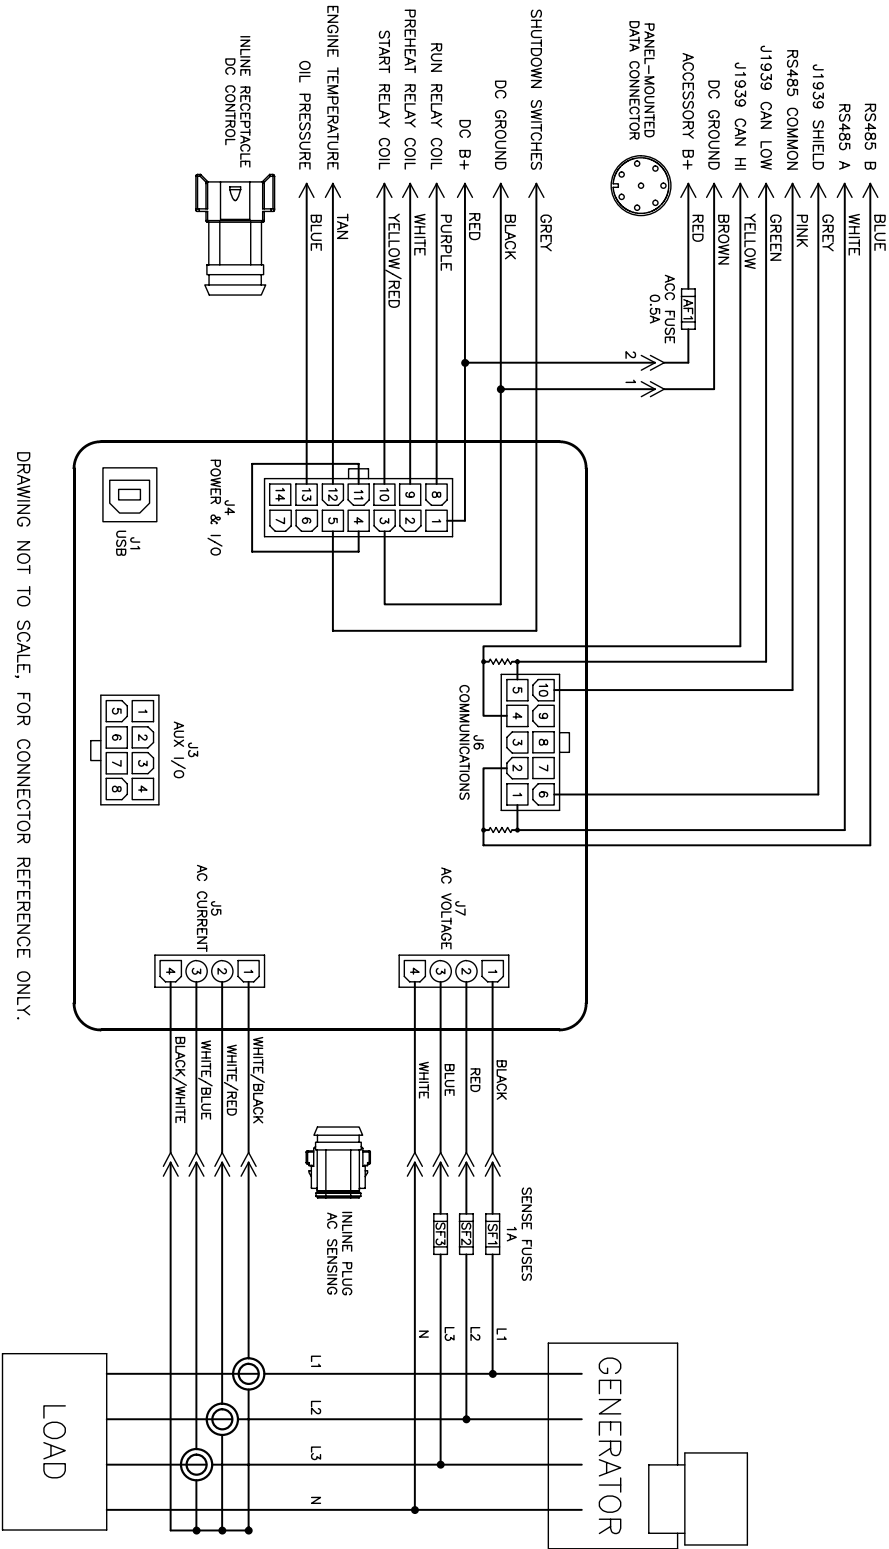 RS485 B
BLUE
RS485 A
WHITE
J1939 SHIELD
GREY
RS485 COMMON
PINK
J1939 CAN LOW
GREEN
J1939 CAN HI
YELLOW
DC GROUND
BROWN
ACCESSORY B+
RED
AF1
ACC FUSE
0.5A
2
1
PANEL-MOUNTED
DATA CONNECTOR
SHUTDOWN SWITCHES
GREY
DC GROUND
BLACK
DC B+
RED
RUN RELAY COIL
PURPLE
PREHEAT RELAY COIL
WHITE
START RELAY COIL
YELLOW/RED
ENGINE TEMPERATURE
TAN
OIL PRESSURE
BLUE
INLINE RECEPTACLE
DC CONTROL
8 9 10 11 12 13 14
1 2 3 4 5 6 7
J4
POWER & I/O
J1
USB
10 9 8 7 6
5 4 3 2 1
J6
COMMUNICATIONS
J3
AUX I/O
1 2 3 4
5 6 7 8
J7
AC VOLTAGE
1
2
3
4
J5
AC CURRENT
1
2
3
4
BLACK
RED
BLUE
WHITE
WHITE/BLACK
WHITE/RED
WHITE/BLUE
BLACK/WHITE
SENSE FUSES
1A
SF1
SF2
SF3
INLINE PLUG
AC SENSING
L1
L2
L3
N
L1
L2
L3
N
GENERATOR
LOAD
DRAWING NOT TO SCALE, FOR CONNECTOR REFERENCE ONLY.